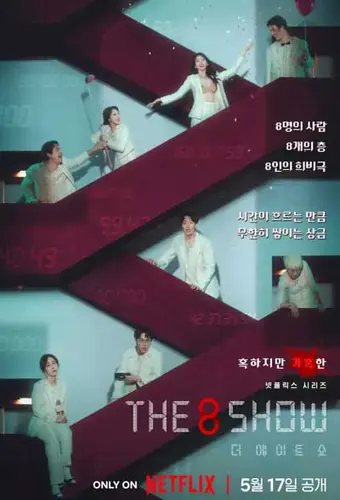 8명의 사람
8개의 층
8인의 희비극
시간이 흐르는 만큼
무한히 쌓이는 상금
혹하지만 가혹한
넷플릭스 시리즈
THE 8 SHOW
더 에이트 쇼
ONLY ON NETFLIX | 5월 17일 공개